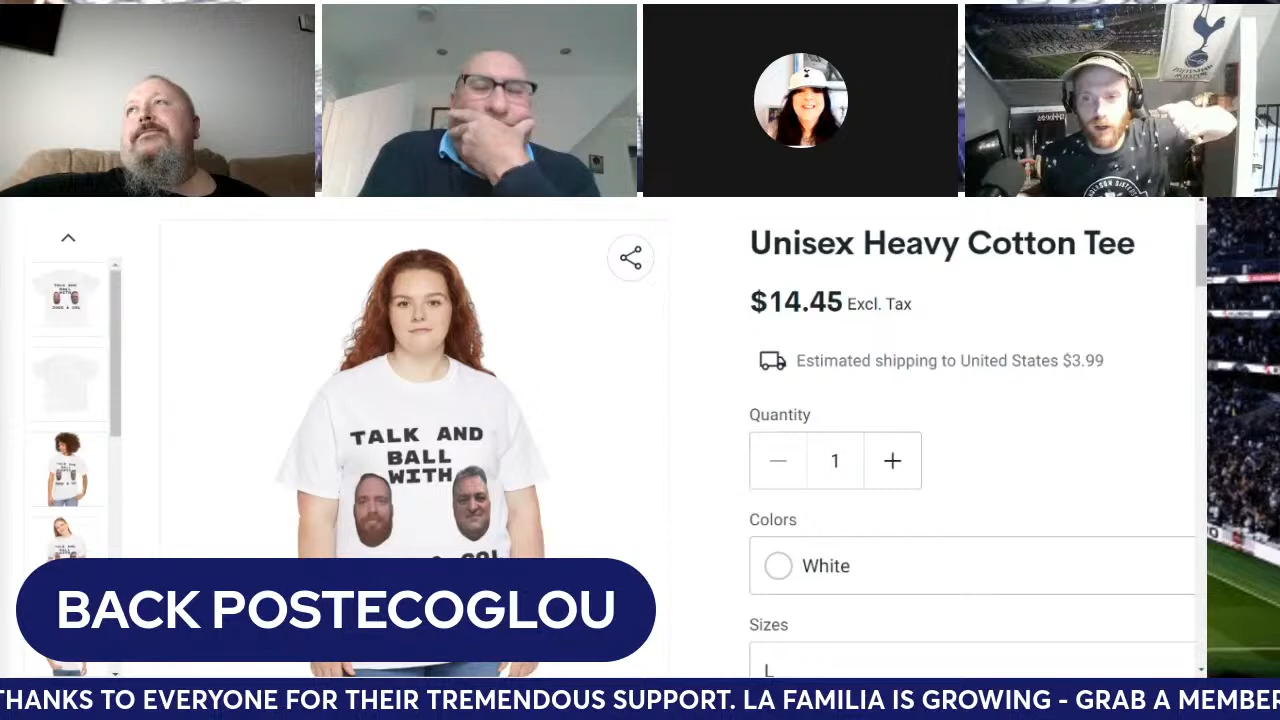 Unisex Heavy Cotton Tee
$14.45 Excl. Tax
Estimated shipping to United States $3.99
Quantity
1
Colors
White
Sizes
L
TALK AND
BALL
WITH
BACK POSTECOGLOU
THANKS TO EVERYONE FOR THEIR TREMENDOUS SUPPORT. LA FAMILIA IS GROWING - GRAB A MEMBER